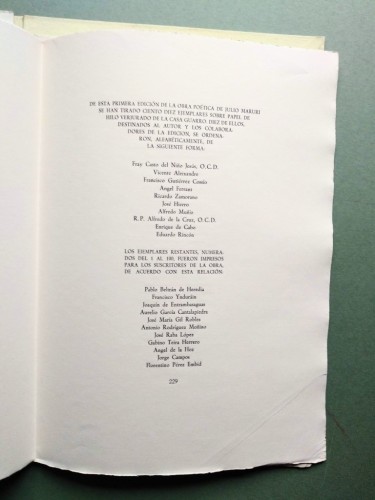 DE ESTA PRIMERA EDICIÓN DE LA OBRA POÉTICA DE JULIO MARURI
SE HAN TIRADO CIENTO DIEZ EJEMPLARES SOBRE PAPEL DE
HILO VERJURADO DE LA CASA GUARRO. DIEZ DE ELLOS,
DESTINADOS AL AUTOR Y LOS COLABORA-
DORES DE LA EDICIÓN, SE ORDENA-
RON, ALFABÉTICAMENTE, DE
LA SIGUIENTE FORMA:
Fray Casto del Niño Jesús, O.C.D.
Vicente Aleixandre
Francisco Gutiérrez Cossío
Angel Ferrant
Ricardo Zamorano
José Hierro
Alfredo Mañó
R.P. Alfredo de la Cruz, O.C.D.
Enrique de Cabo
Eduardo Rincón
LOS EJEMPLARES RESTANTES, NUMERA-
DOS DEL 1 AL 100, FUERON IMPRESOS
PARA LOS SUSCRITORES DE LA OBRA,
DE ACUERDO CON ESTA RELACIÓN:
Pablo Beltrán de Heredia
Francisco Ynduráin
Joaquín de Entrambasaguas
Aurelio García Cantalapiedra
José María Gil Robles
Antonio Rodríguez Moñino
José Raba López
Gabino Teira Herrero
Angel de la Hoz
Jorge Campos
Florentino Pérez Embid
229